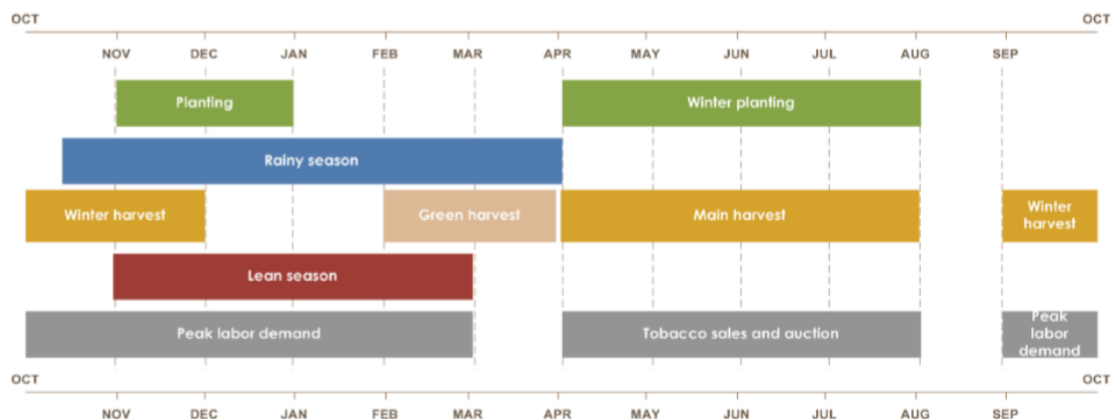 OCT OCT
NOV DEC JAN FEB MAR APR MAY JUN JUL AUG SEP
Planting Winter planting
Rainy season
Winter harvest Green harvest Main harvest Winter
harvest
Lean season
Peak labor demand Tobacco sales and auction Peak
labor
demand
OCT OCT
NOV DEC JAN FEB MAR APR MAY JUN JUL AUG SEP